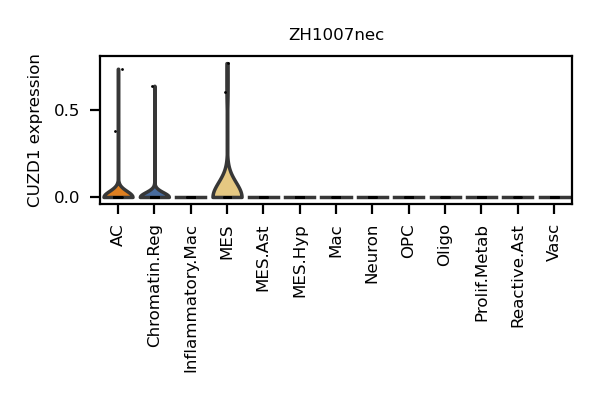 ZH1007nec
CUZD1 expression
0.5
0.0
AC
Chromatin.Reg
Inflammatory.Mac
MES
MES.Ast
MES.Hyp
Mac
Neuron
OPC
Oligo
Prolif.Metab
Reactive.Ast
Vasc